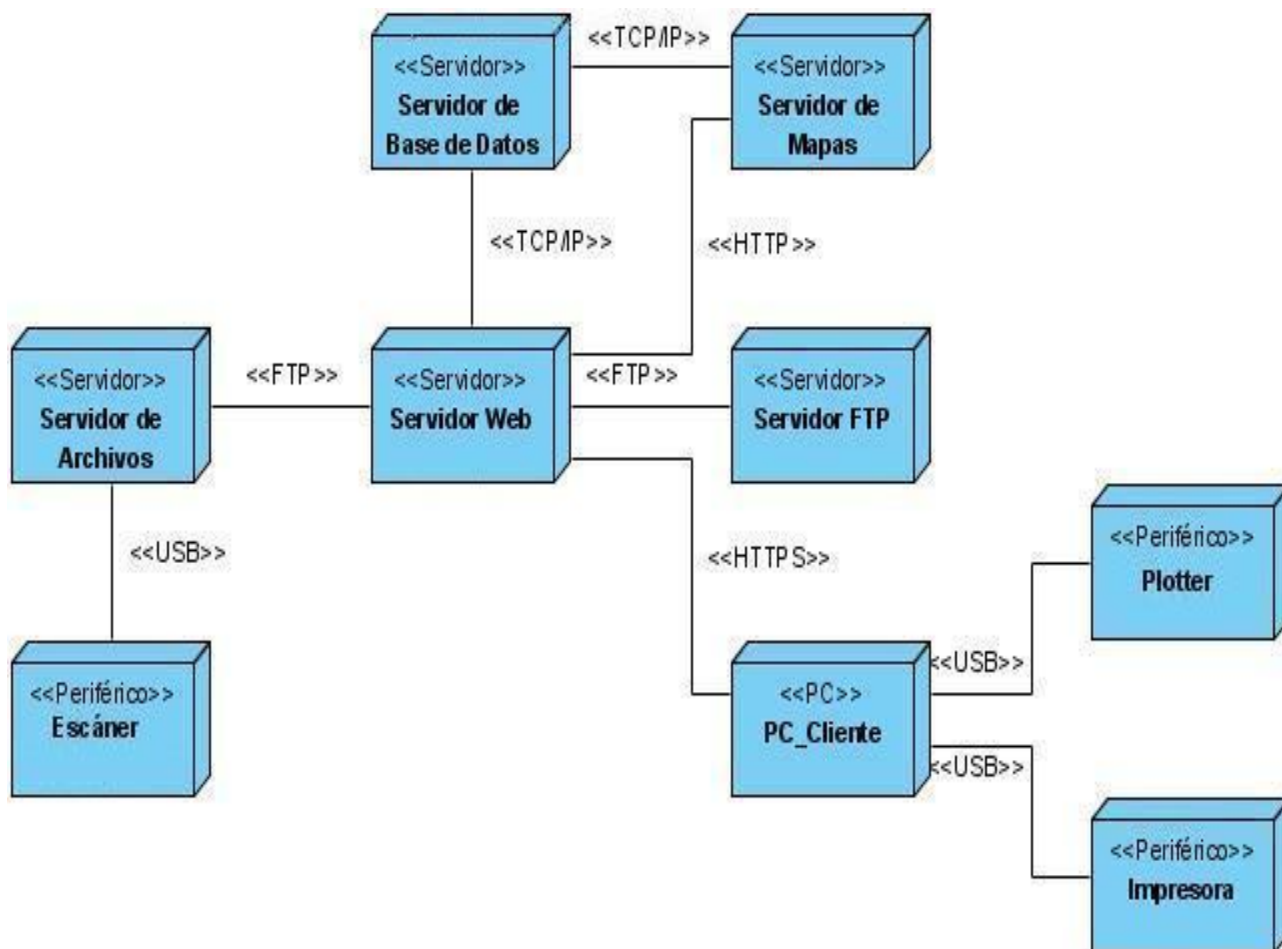 <<Servidor>>
Servidor de
Base de Datos
<<TCP/IP>>
<<Servidor>>
Servidor de
Mapas
<<TCP/IP>>
<<HTTP>>
<<Servidor>>
Servidor de
Archivos
<<FTP>>
<<Servidor>>
Servidor Web
<<FTP>>
<<Servidor>>
Servidor FTP
<<USB>>
<<HTTPS>>
<<Periférico>>
Plotter
<<Periférico>>
Escáner
<<PC>>
PC_Cliente
<<USB>>
<<USB>>
<<Periférico>>
Impresora